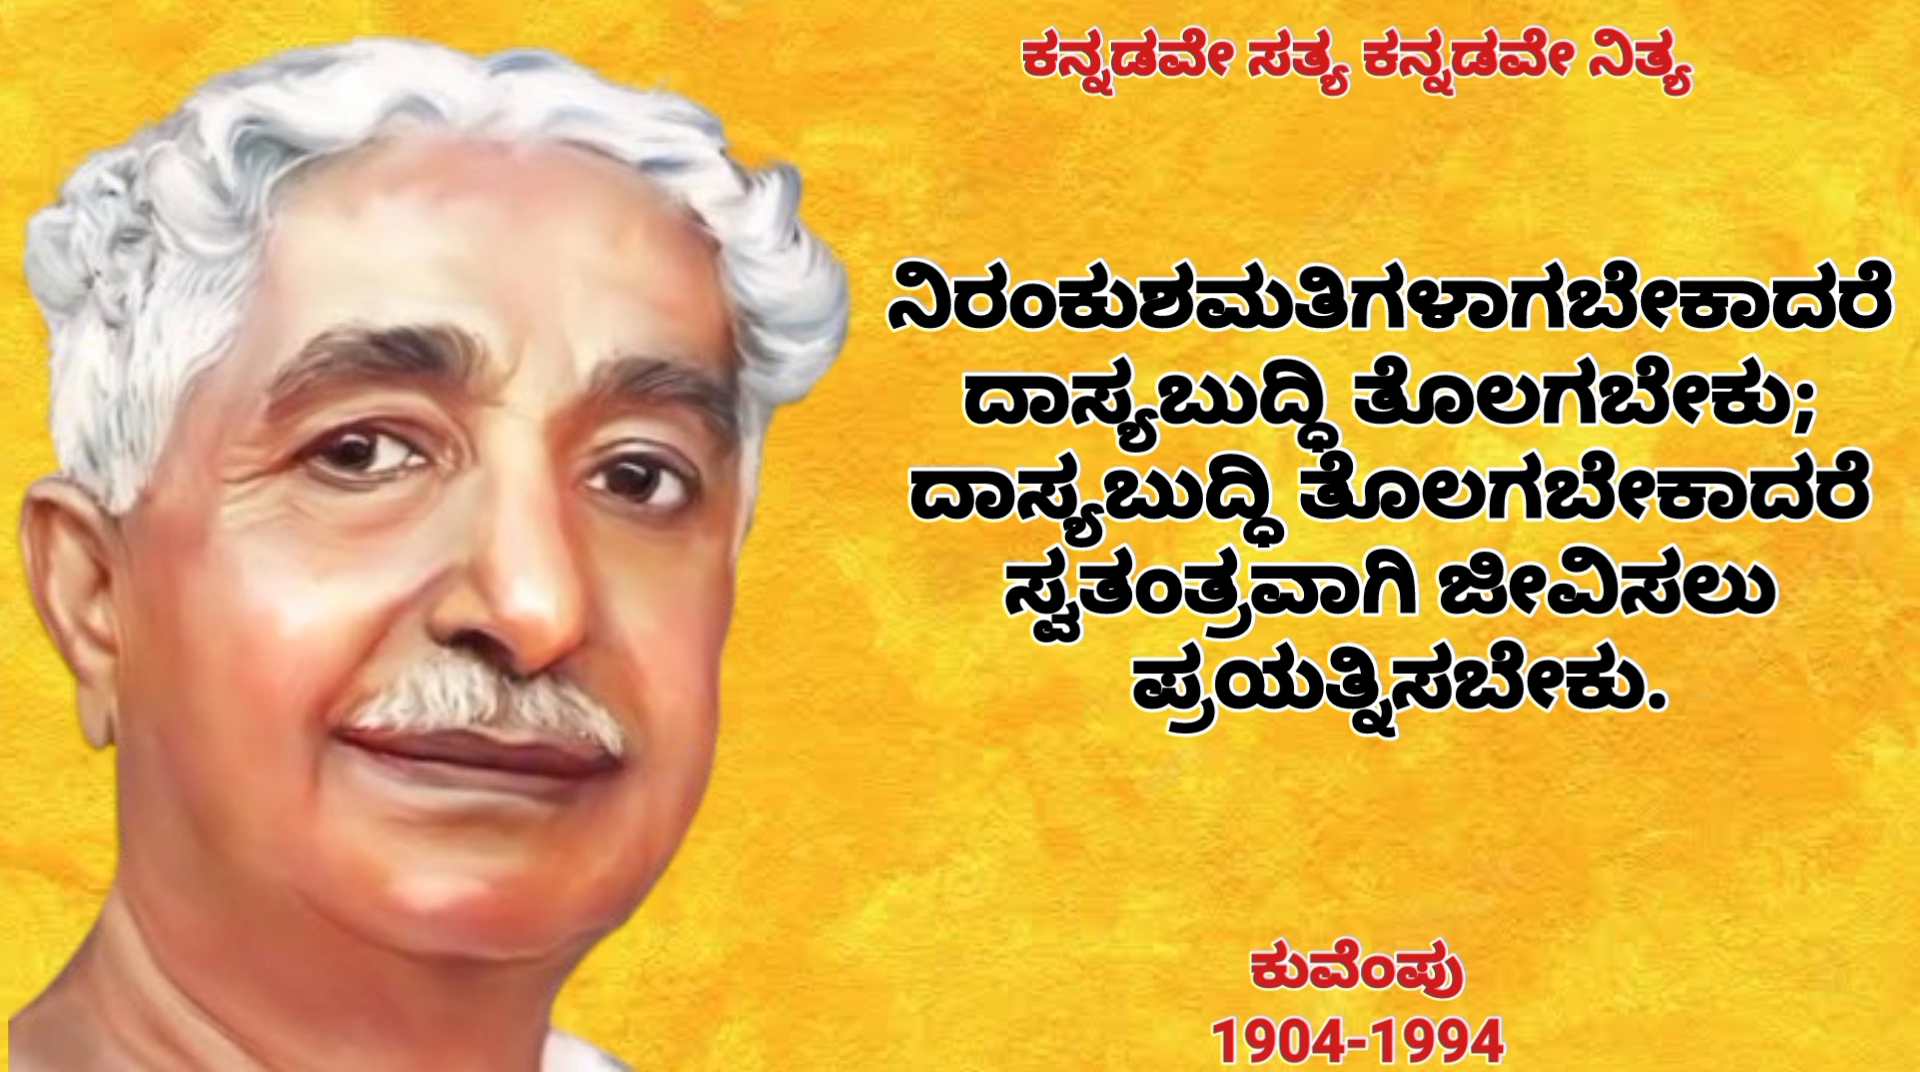 ಕನ್ನಡವೇ ಸತ್ಯ ಕನ್ನಡವೇ ನಿತ್ಯ
ನಿರಂಕುಶಮತಿಗಳಾಗಬೇಕಾದರೆ
ದಾಸ್ಯಬುದ್ಧಿ ತೊಲಗಬೇಕು;
ದಾಸ್ಯಬುದ್ಧಿ ತೊಲಗಬೇಕಾದರೆ
ಸ್ವತಂತ್ರವಾಗಿ ಜೀವಿಸಲು
ಪ್ರಯತ್ನಿಸಬೇಕು.
ಕುವೆಂಪು
1904-1994